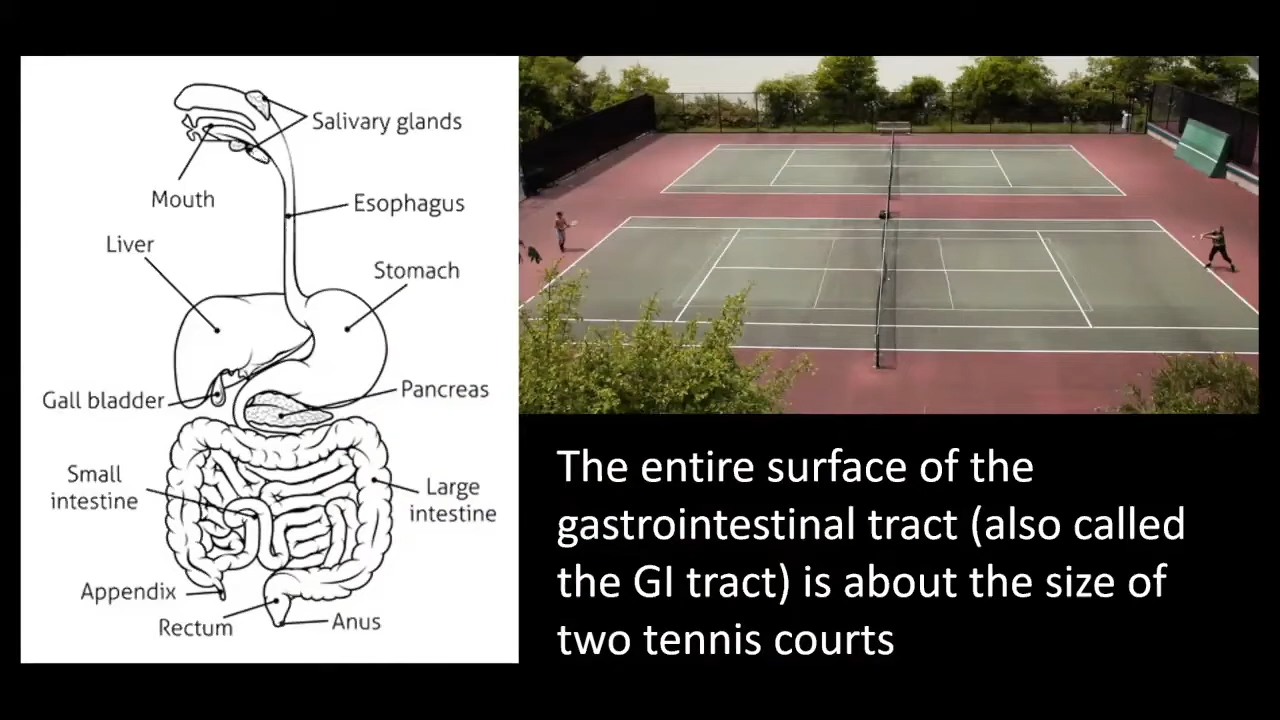 Salivary glands
Mouth
Esophagus
Liver
Stomach
Gall bladder
Pancreas
Small
intestine
Large
intestine
Appendix
Rectum
Anus
The entire surface of the
gastrointestinal tract (also called
the GI tract) is about the size of
two tennis courts